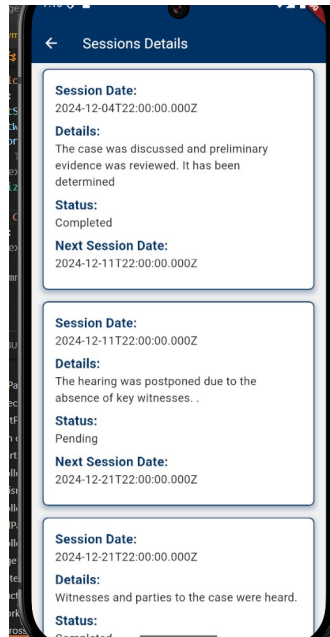 Sessions Details
Session Date:
2024-12-04T22:00:00.000Z
Details:
The case was discussed and preliminary
evidence was reviewed. It has been
determined
Status:
Completed
Next Session Date:
2024-12-11T22:00:00.000Z
Session Date:
2024-12-11T22:00:00.000Z
Details:
The hearing was postponed due to the
absence of key witnesses. .
Status:
Pending
Next Session Date:
2024-12-21T22:00:00.000Z
Session Date:
2024-12-21T22:00:00.000Z
Details:
Witnesses and parties to the case were heard.
Status:
Completed